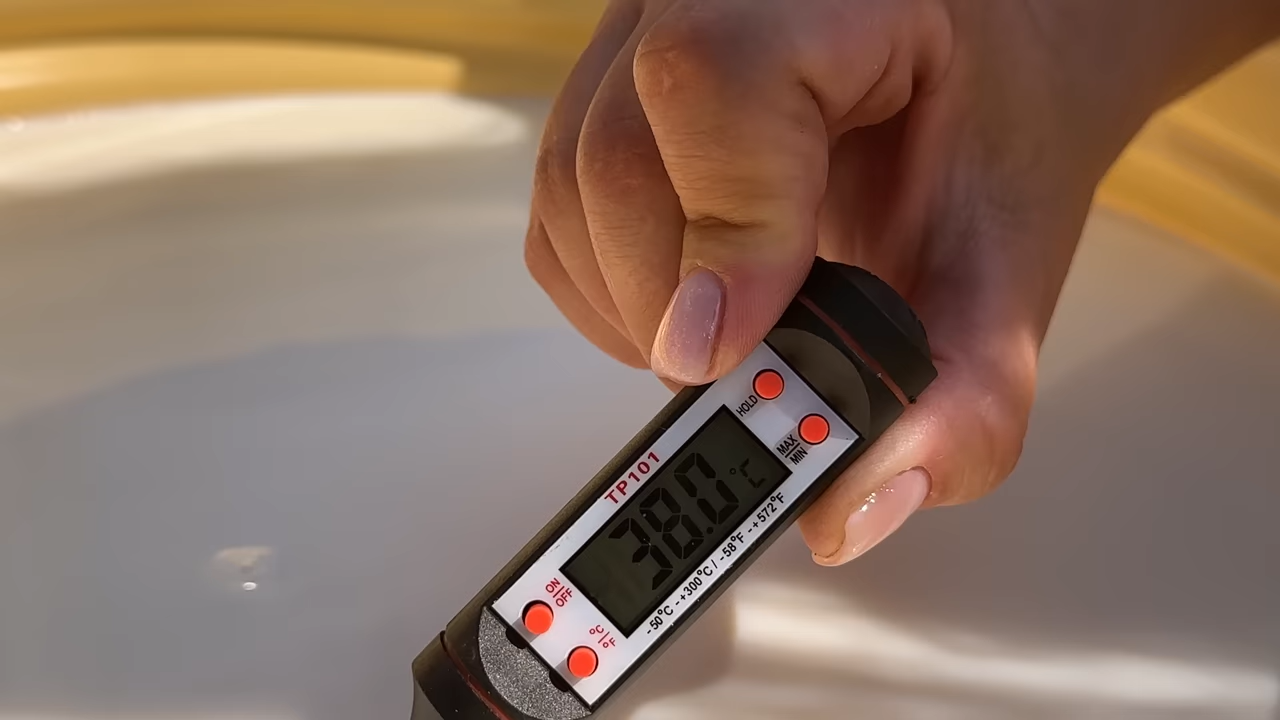 HOLD
MAX
MIN
TP101
38.0°C
-50°C - +300°C / -58°F - +572°F
ON
OFF
°C
°F